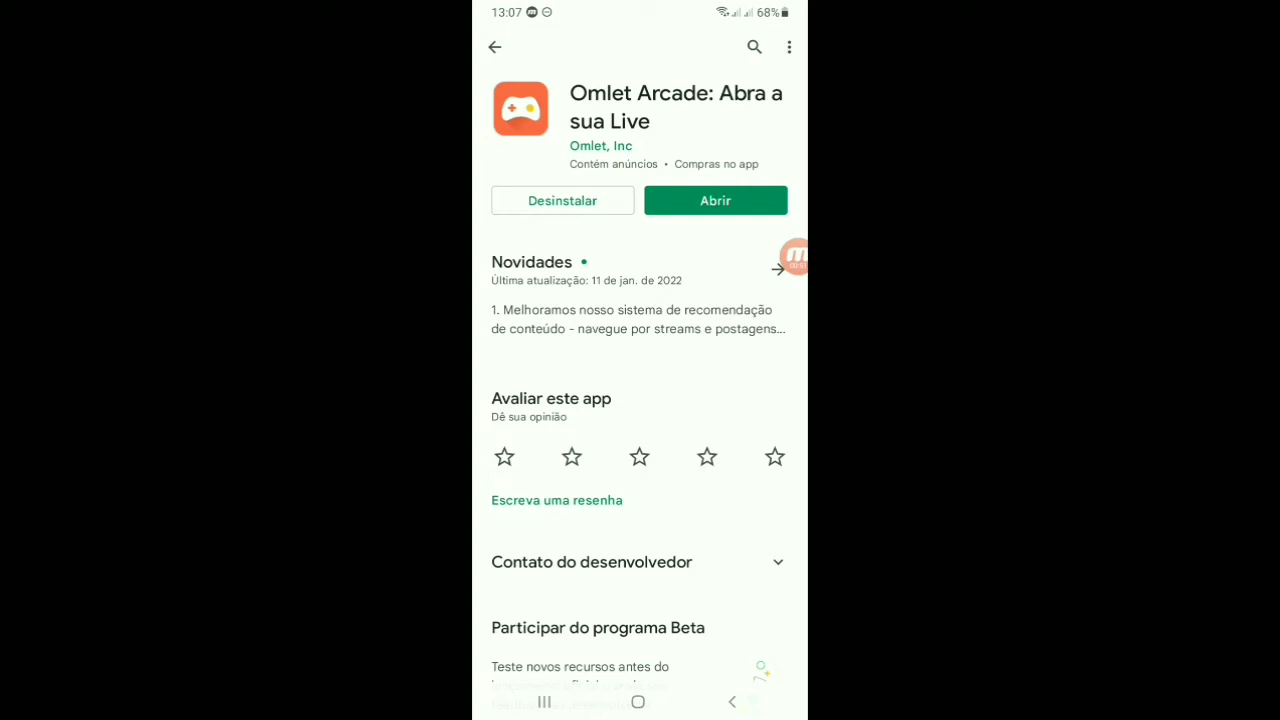 13:07
68%
Omlet Arcade: Abra a
sua Live
Omlet, Inc
Contém anúncios • Compras no app
Desinstalar
Abrir
Novidades •
Última atualização: 11 de jan. de 2022
1. Melhoramos nosso sistema de recomendação
de conteúdo - navegue por streams e postagens...
Avaliar este app
Dê sua opinião
Escreva uma resenha
Contato do desenvolvedor
Participar do programa Beta
Teste novos recursos antes do